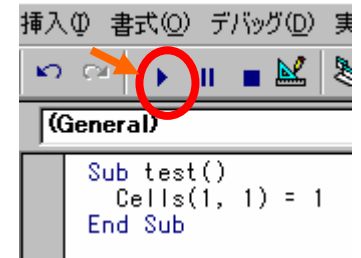 挿入(I) 書式(O) デバッグ(D) 実
(General)
Sub test()
Cells(1, 1) = 1
End Sub